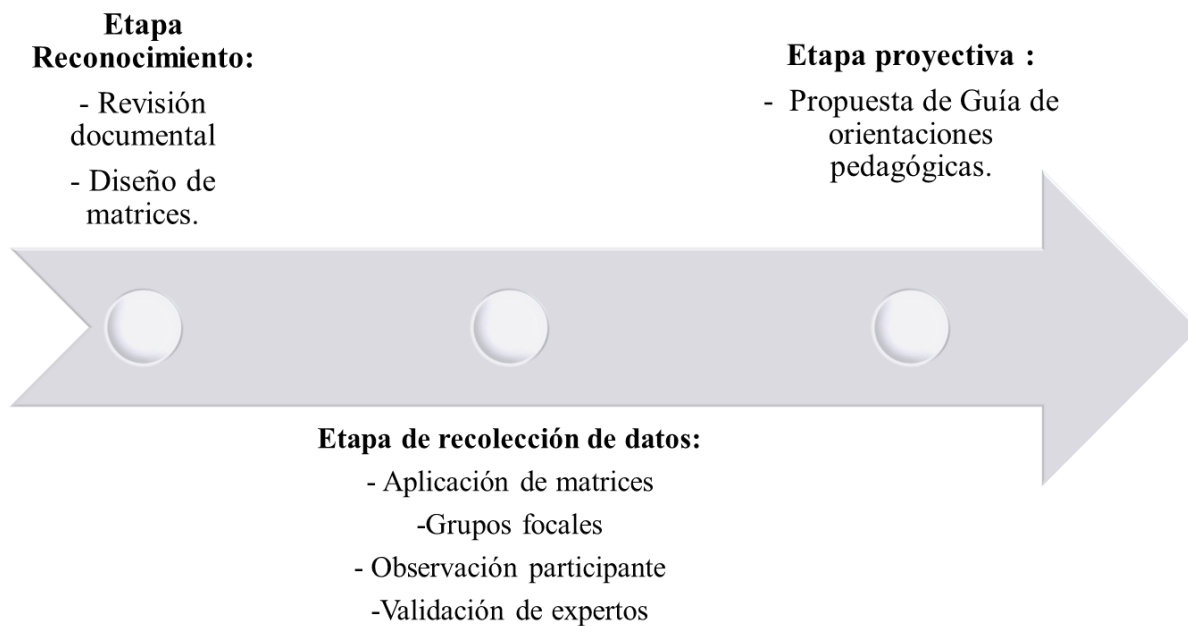 Etapa
Reconocimiento:
- Revisión
documental
- Diseño de
matrices.
Etapa de recolección de datos:
- Aplicación de matrices
-Grupos focales
- Observación participante
-Validación de expertos
Etapa proyectiva :
- Propuesta de Guía de
orientaciones
pedagógicas.